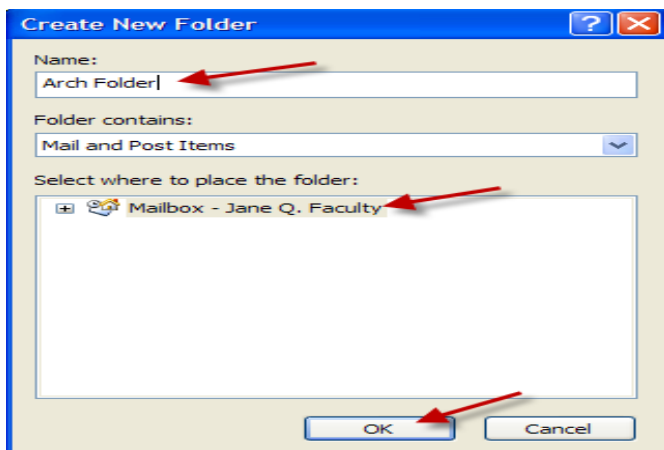 Create New Folder
Name:
Arch Folder
Folder contains:
Mail and Post Items
Select where to place the folder:
Mailbox - Jane Q. Faculty
OK Cancel